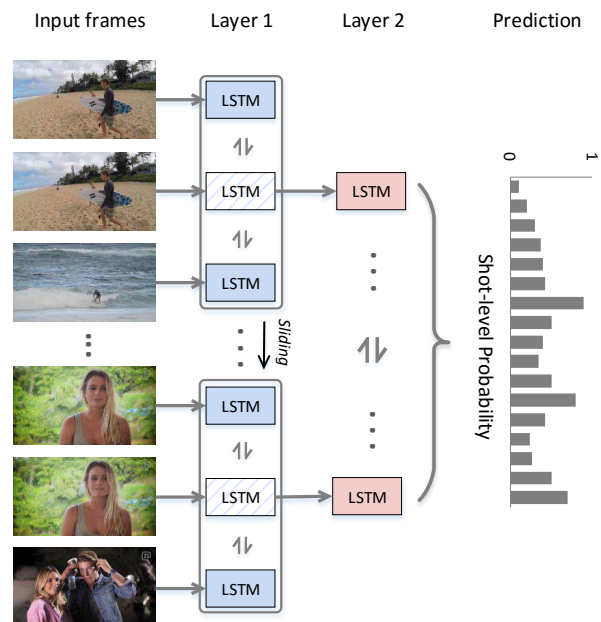 Input frames
Layer 1
Layer 2
Prediction
LSTM
LSTM
LSTM
LSTM
LSTM
Sliding
LSTM
LSTM
LSTM
0
1
Shot-level Probability